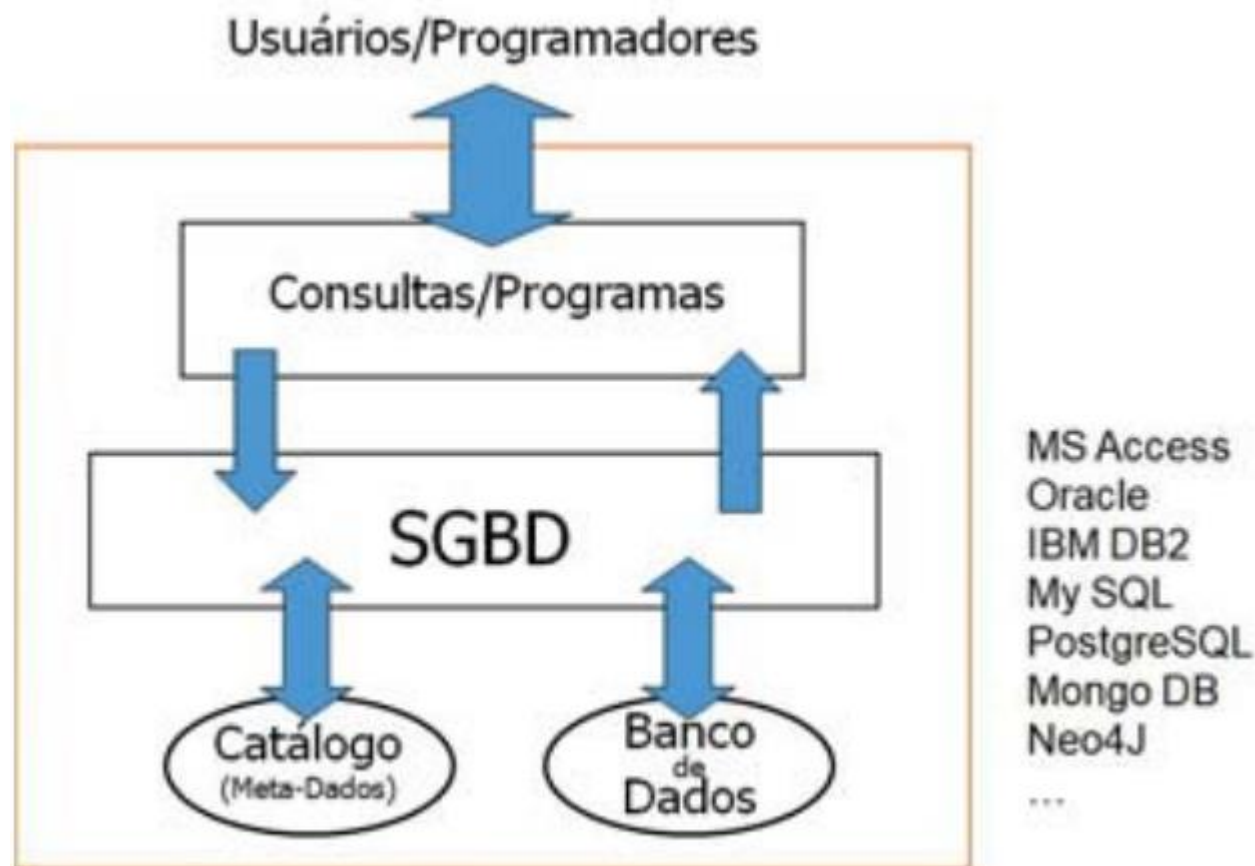 Usuários/Programadores
Consultas/Programas
SGBD
Catálogo
(Meta-Dados)
Banco
de
Dados
MS Access
Oracle
IBM DB2
My SQL
PostgreSQL
Mongo DB
Neo4J
...